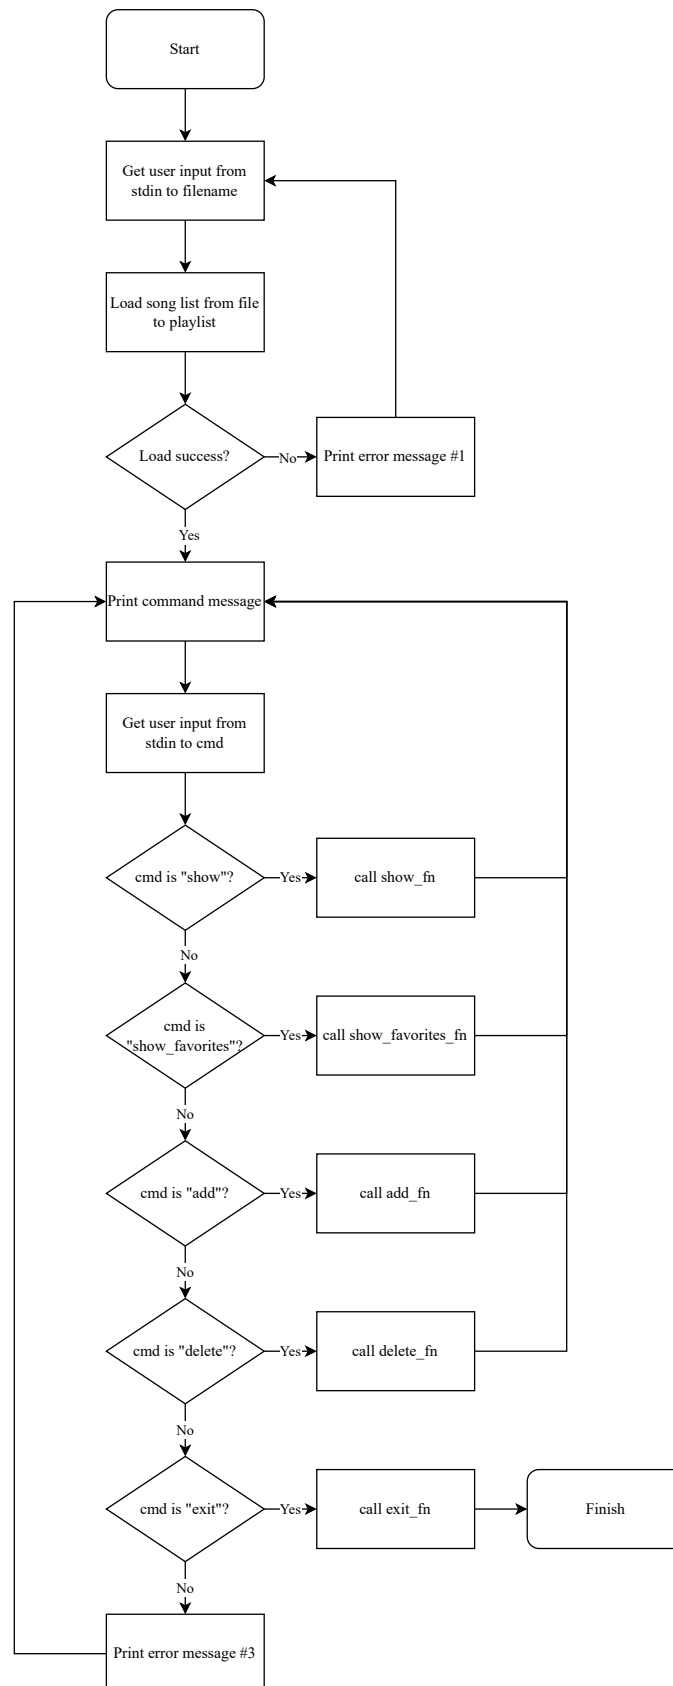 Start
Get user input from
stdin to filename
Load song list from file
to playlist
Load success?
No
Print error message #1
Yes
Print command message
Get user input from
stdin to cmd
cmd is "show"?
Yes
call show_fn
No
cmd is
"show_favorites"?
Yes
call show_favorites_fn
No
cmd is "add"?
Yes
call add_fn
No
cmd is "delete"?
Yes
call delete_fn
No
cmd is "exit"?
Yes
call exit_fn
Finish
No
Print error message #3